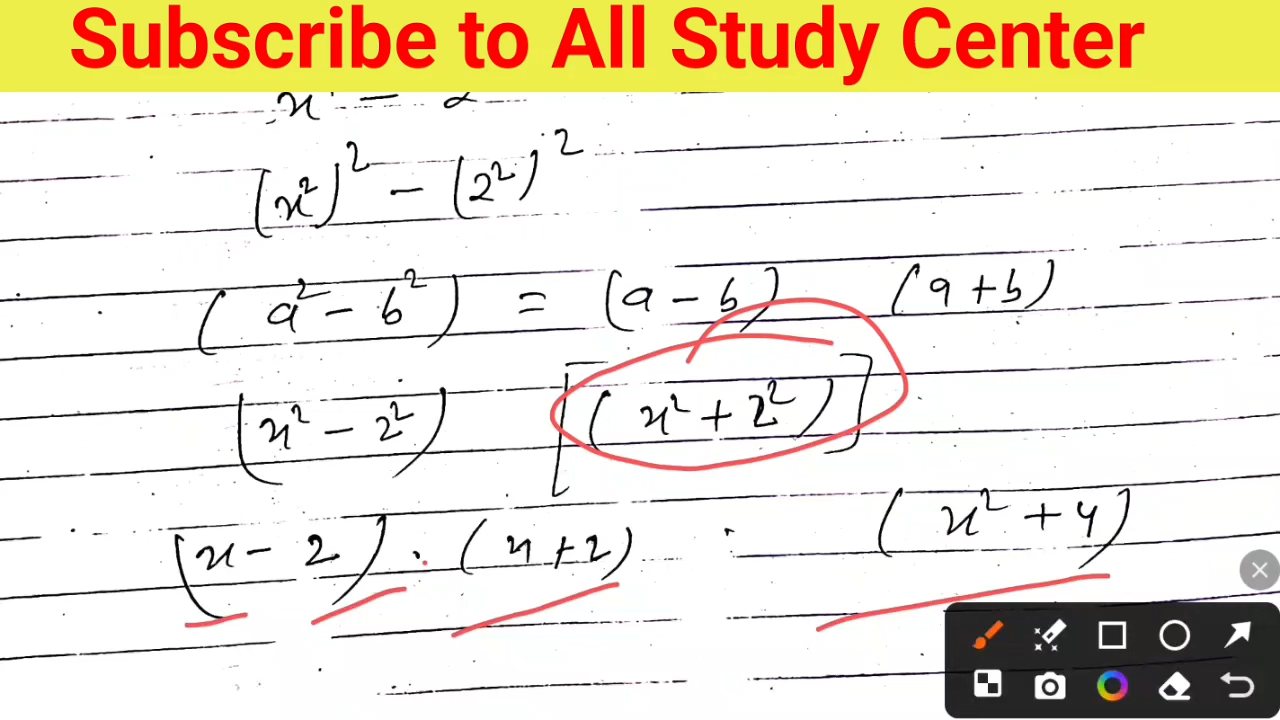 Subscribe to All Study Center
(x²)² - (2²)²
(a² - b²) = (a - b) (a + b)
(x² - 2²) [(x² + 2²)]
(x - 2) . (x + 2) . (x² + 4)